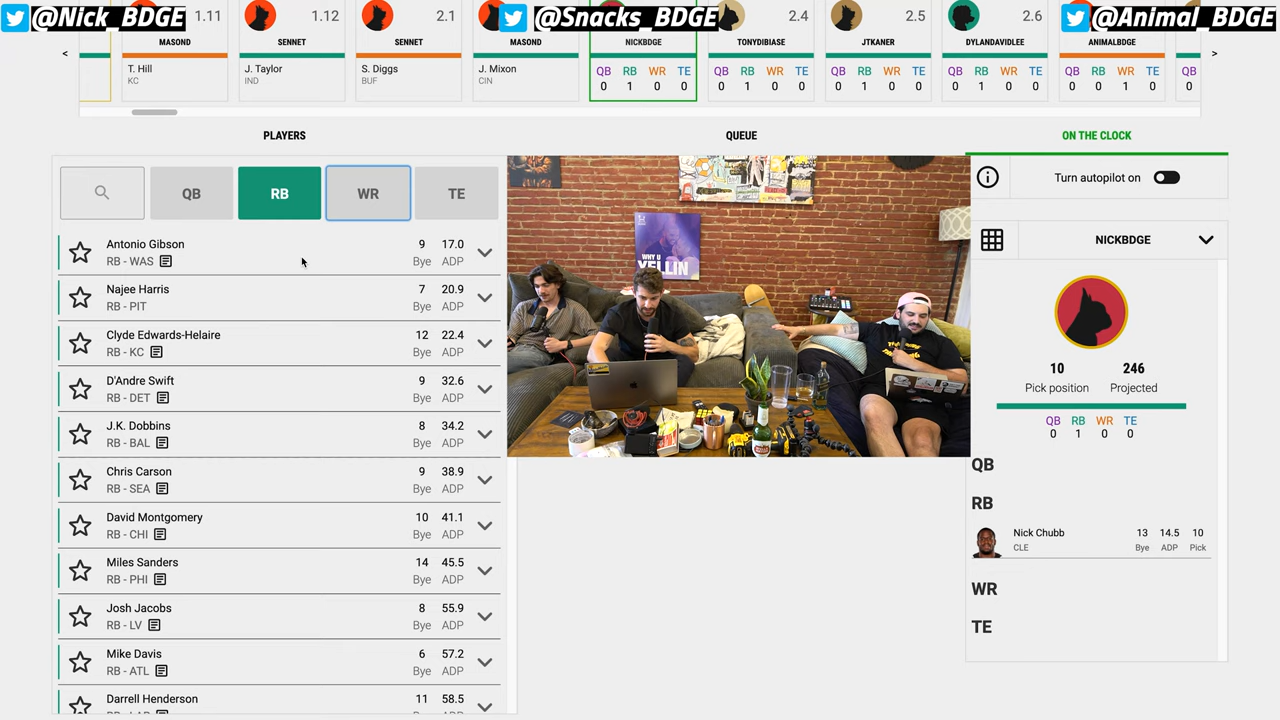 @Nick_BDGE
@Snacks_BDGE
@Animal_BDGE
1.11
1.12
2.1
2.4
2.5
2.6
MASOND
SENNET
SENNET
MASOND
NICKBDGE
TONYDIBIASE
JTKANER
DYLANDAVIDLEE
ANIMALBDGE
<
>
T. Hill
KC
J. Taylor
IND
S. Diggs
BUF
J. Mixon
CIN
QB RB WR TE
0 1 0 0
QB RB WR TE
0 1 0 0
QB RB WR TE
0 1 0 0
QB RB WR TE
0 1 0 0
QB RB WR TE
0 0 1 0
QB
0
PLAYERS
QUEUE
ON THE CLOCK
QB
RB
WR
TE
Antonio Gibson 9 17.0
RB - WAS Bye ADP
Najee Harris 7 20.9
RB - PIT Bye ADP
Clyde Edwards-Helaire 12 22.4
RB - KC Bye ADP
D'Andre Swift 9 32.6
RB - DET Bye ADP
J.K. Dobbins 8 34.2
RB - BAL Bye ADP
Chris Carson 9 38.9
RB - SEA Bye ADP
David Montgomery 10 41.1
RB - CHI Bye ADP
Miles Sanders 14 45.5
RB - PHI Bye ADP
Josh Jacobs 8 55.9
RB - LV Bye ADP
Mike Davis 6 57.2
RB - ATL Bye ADP
Darrell Henderson 11 58.5
WHY U
YELLIN
Turn autopilot on
NICKBDGE
10 246
Pick position Projected
QB RB WR TE
0 1 0 0
QB
RB
Nick Chubb 13 14.5 10
CLE Bye ADP Pick
WR
TE